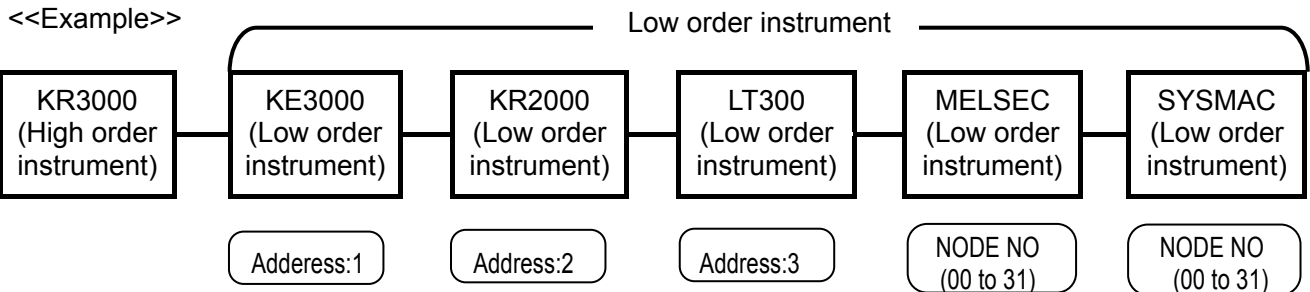 <<Example>>
Low order instrument
KR3000
(High order
instrument)
KE3000
(Low order
instrument)
KR2000
(Low order
instrument)
LT300
(Low order
instrument)
MELSEC
(Low order
instrument)
SYSMAC
(Low order
instrument)
Adderess:1
Address:2
Address:3
NODE NO
(00 to 31)
NODE NO
(00 to 31)